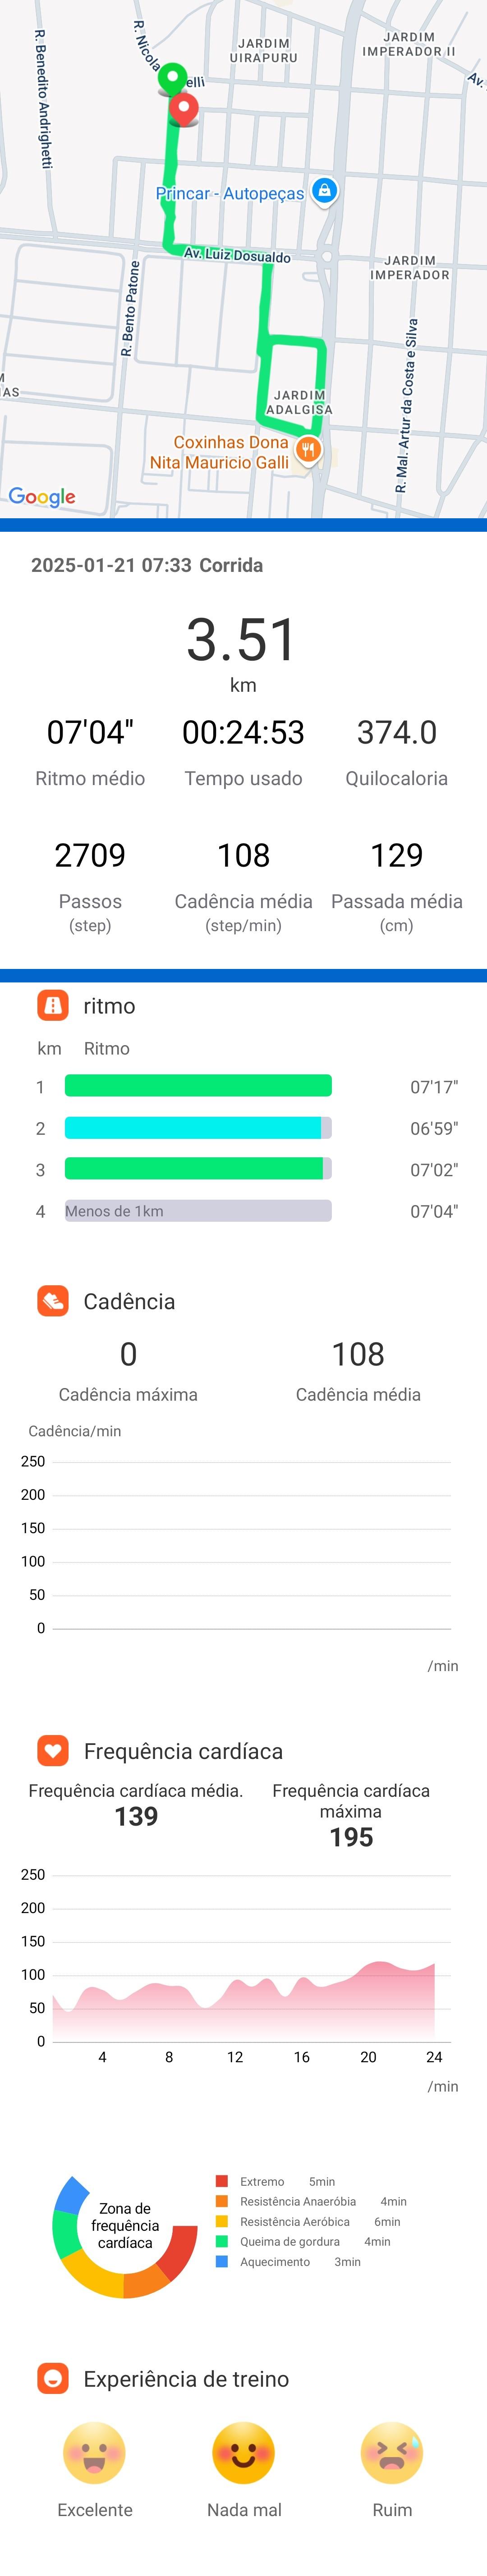 R. Benedito Andrighetti
R. Nicola
elli
JARDIM
UIRAPURU
JARDIM
IMPERADOR II
Av.
Princar - Autopeças
Av. Luiz Dosualdo
R. Bento Patone
JARDIM
IMPERADOR
R. Mal. Artur da Costa e Silva
M
IAS
JARDIM
ADALGISA
Coxinhas Dona
Nita Mauricio Galli
Google
2025-01-21 07:33 Corrida
3.51
km
07'04" 00:24:53 374.0
Ritmo médio Tempo usado Quilocaloria
2709 108 129
Passos Cadência média Passada média
(step) (step/min) (cm)
ritmo
km Ritmo
1 07'17"
2 06'59"
3 07'02"
4 Menos de 1km 07'04"
Cadência
0 108
Cadência máxima Cadência média
Cadência/min
250
200
150
100
50
0
/min
Frequência cardíaca
Frequência cardíaca média.
139
Frequência cardíaca
máxima
195
250
200
150
100
50
0
4 8 12 16 20 24
/min
Zona de
frequência
cardíaca
Extremo 5min
Resistência Anaeróbia 4min
Resistência Aeróbica 6min
Queima de gordura 4min
Aquecimento 3min
Experiência de treino
Excelente Nada mal Ruim